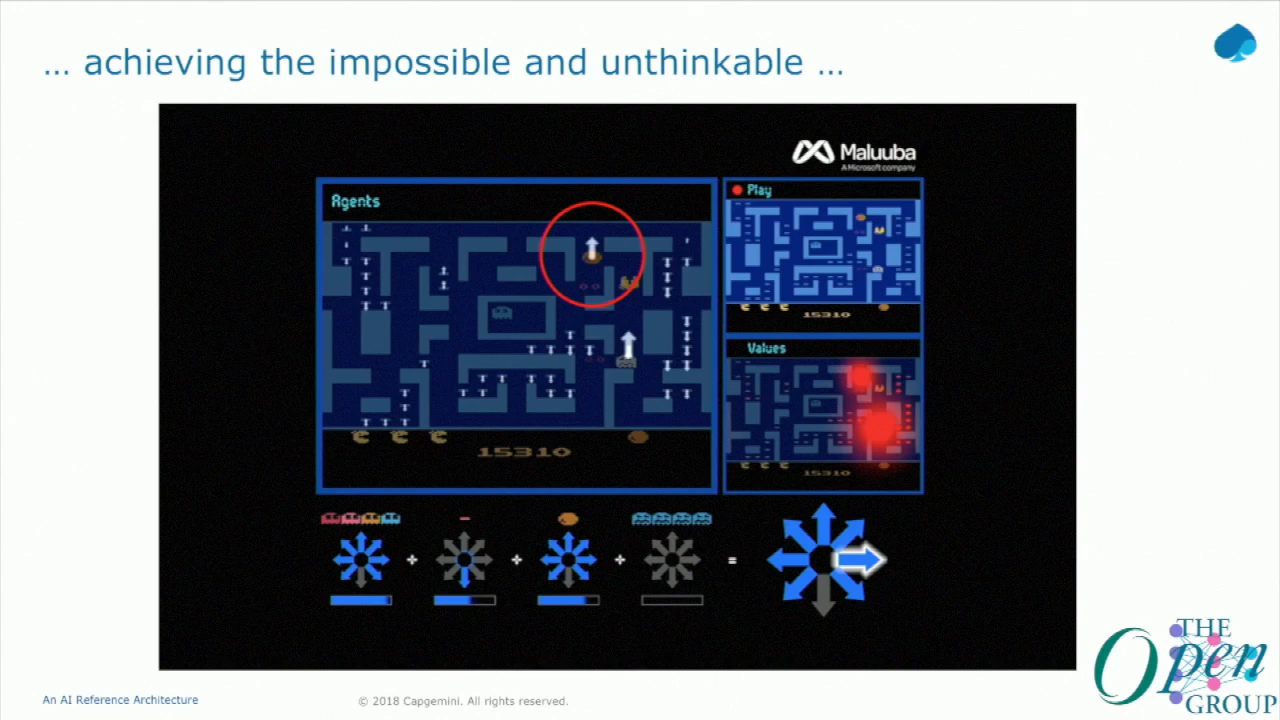 … achieving the impossible and unthinkable …
Maluuba
A Microsoft company
Agents
15310
Play
15310
Values
15310
+ + + =
An AI Reference Architecture
© 2018 Capgemini. All rights reserved.
THE
Open
GROUP